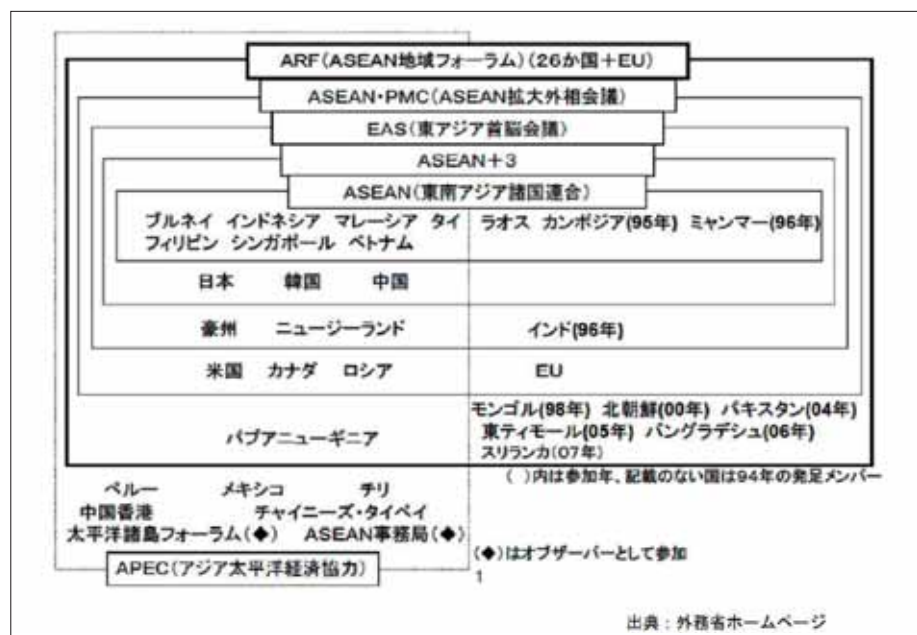 ARF(ASEAN地域フォーラム)(26か国+EU)
ASEAN・PMC(ASEAN拡大外相会議)
EAS(東アジア首脳会議)
ASEAN+3
ASEAN(東南アジア諸国連合)
ブルネイ インドネシア マレーシア タイ ラオス カンボジア(95年) ミャンマー(96年)
フィリピン シンガポール ベトナム
日本 韓国 中国
豪州 ニュージーランド インド(96年)
米国 カナダ ロシア EU
モンゴル(98年) 北朝鮮(00年) パキスタン(04年)
パプアニューギニア 東ティモール(05年) バングラデシュ(06年)
スリランカ(07年)
( )内は参加年、記載のない国は94年の発足メンバー
ペルー メキシコ チリ
中国香港 チャイニーズ・タイペイ
太平洋諸島フォーラム(◆) ASEAN事務局(◆)
(◆)はオブザーバーとして参加
APEC(アジア太平洋経済協力)
1
出典:外務省ホームページ